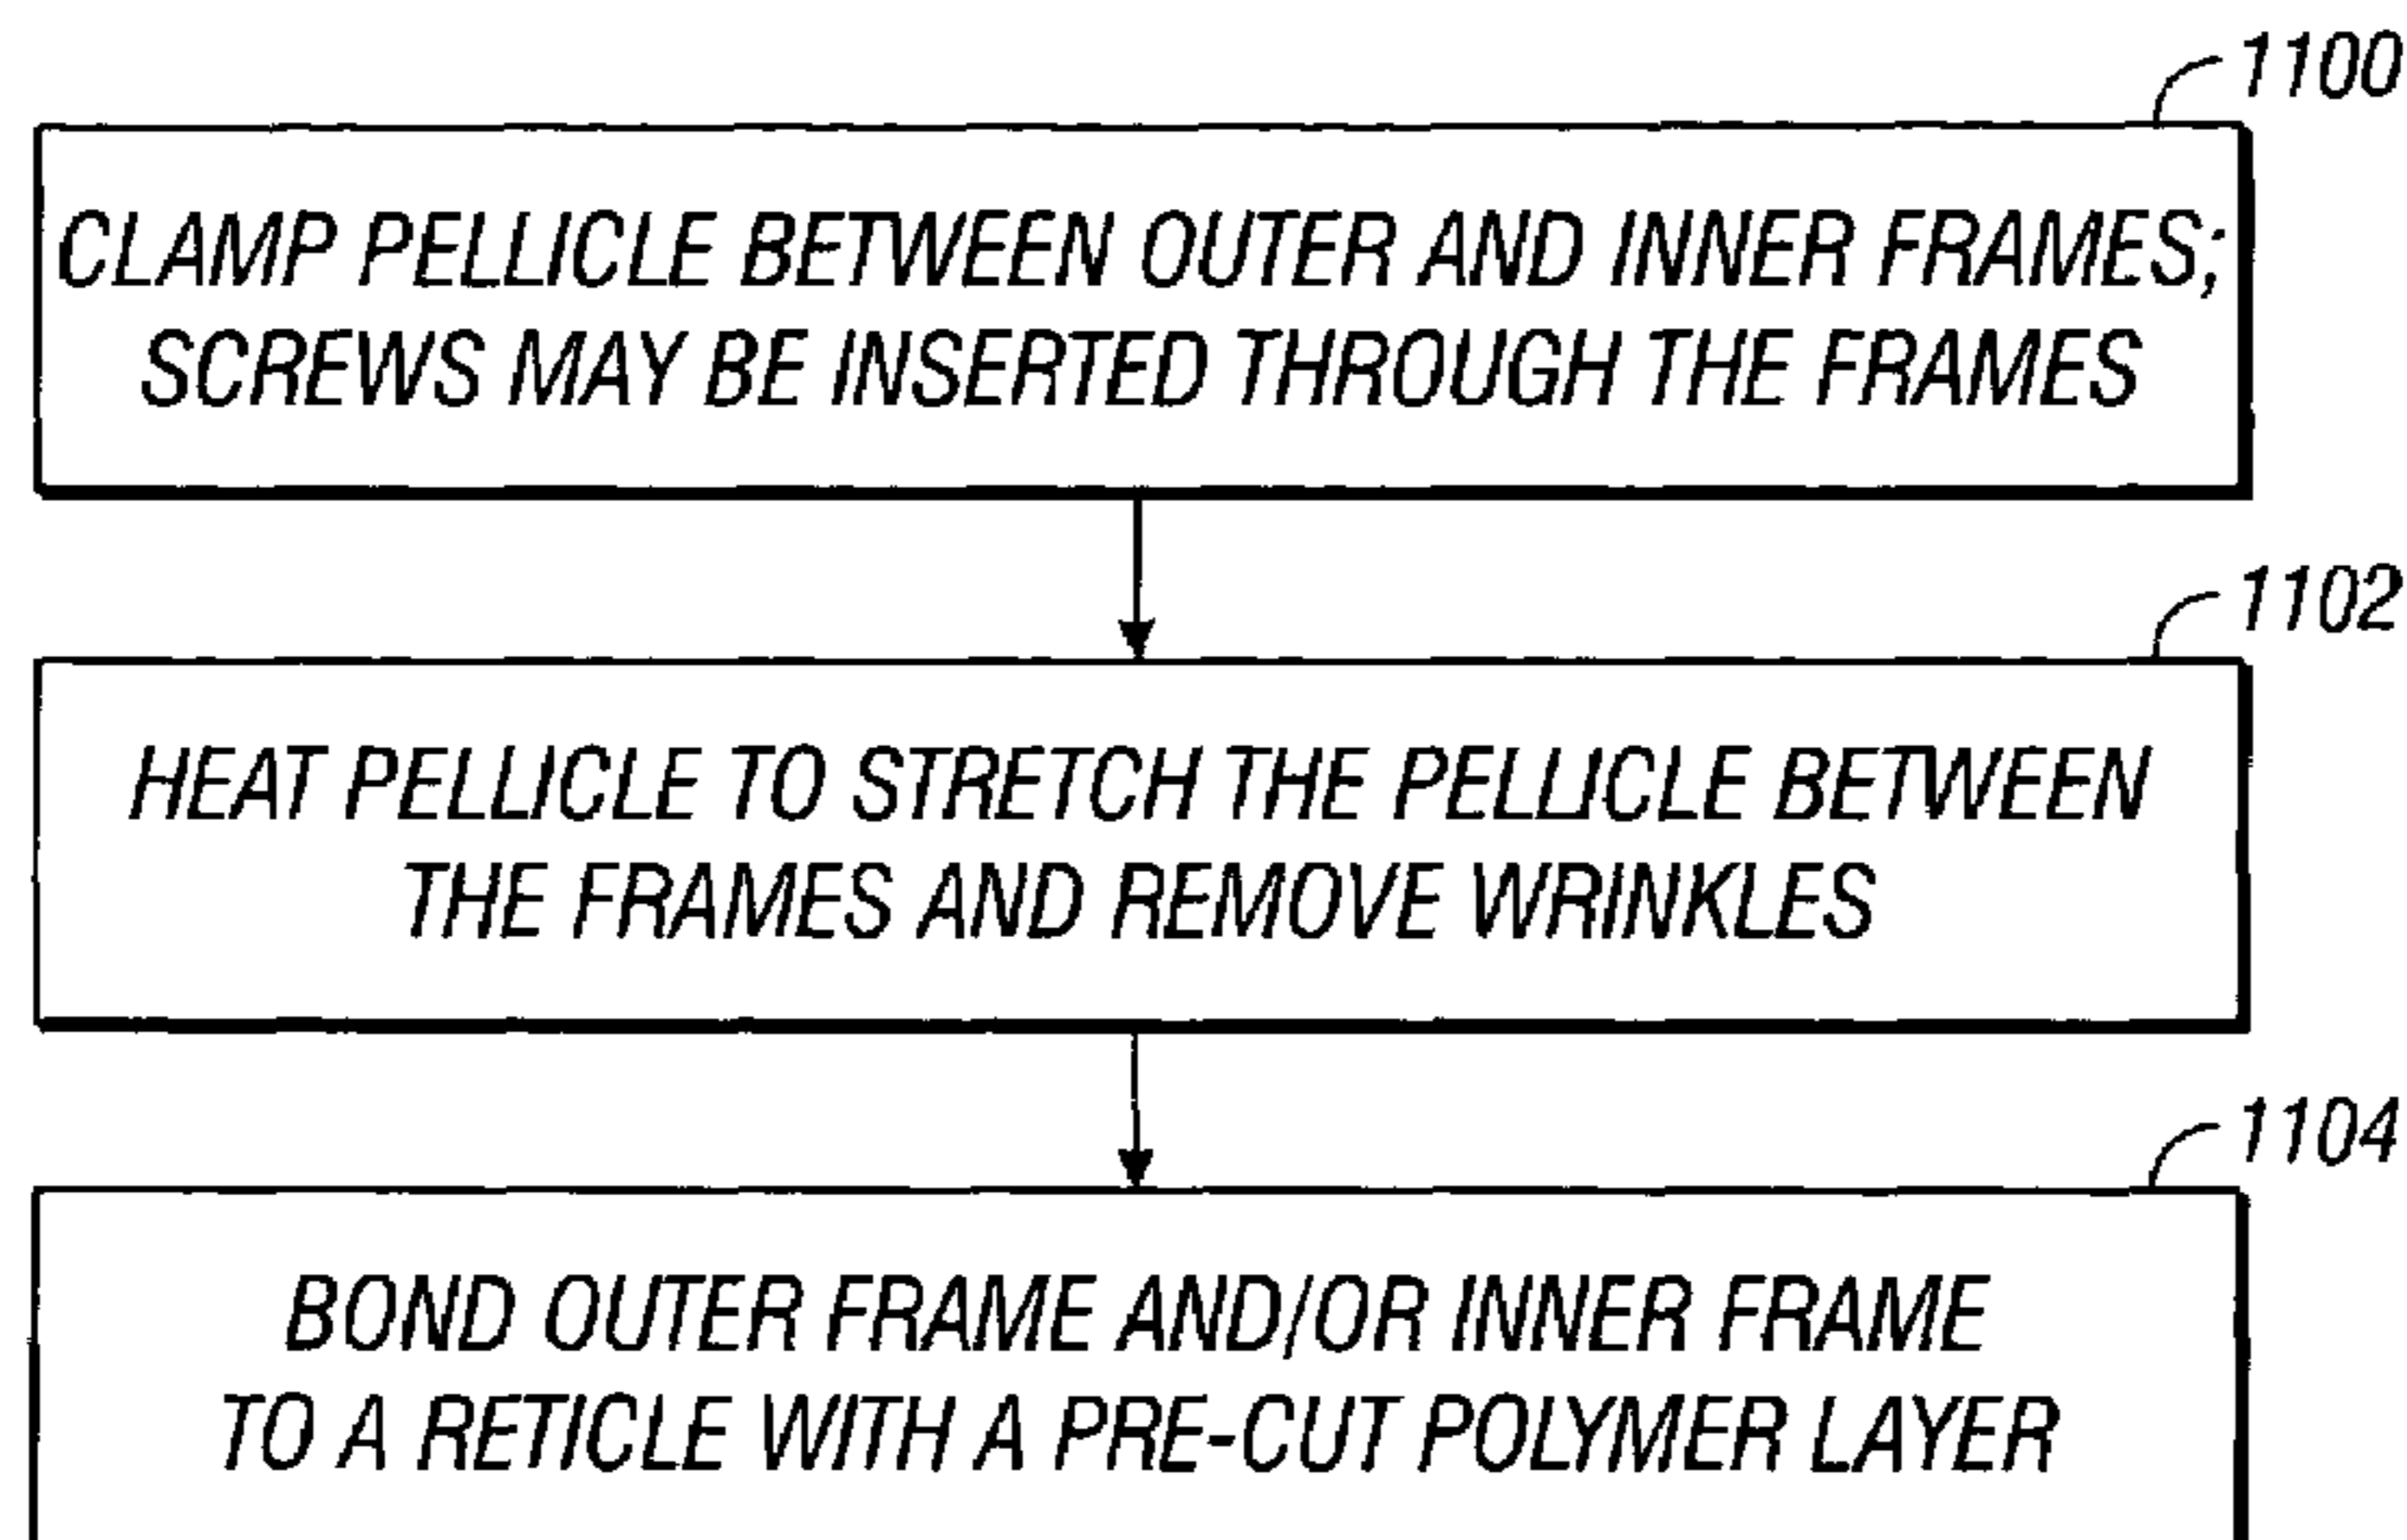 1100
CLAMP PELLICLE BETWEEN OUTER AND INNER FRAMES;
SCREWS MAY BE INSERTED THROUGH THE FRAMES
1102
HEAT PELLICLE TO STRETCH THE PELLICLE BETWEEN
THE FRAMES AND REMOVE WRINKLES
1104
BOND OUTER FRAME AND/OR INNER FRAME
TO A RETICLE WITH A PRE-CUT POLYMER LAYER